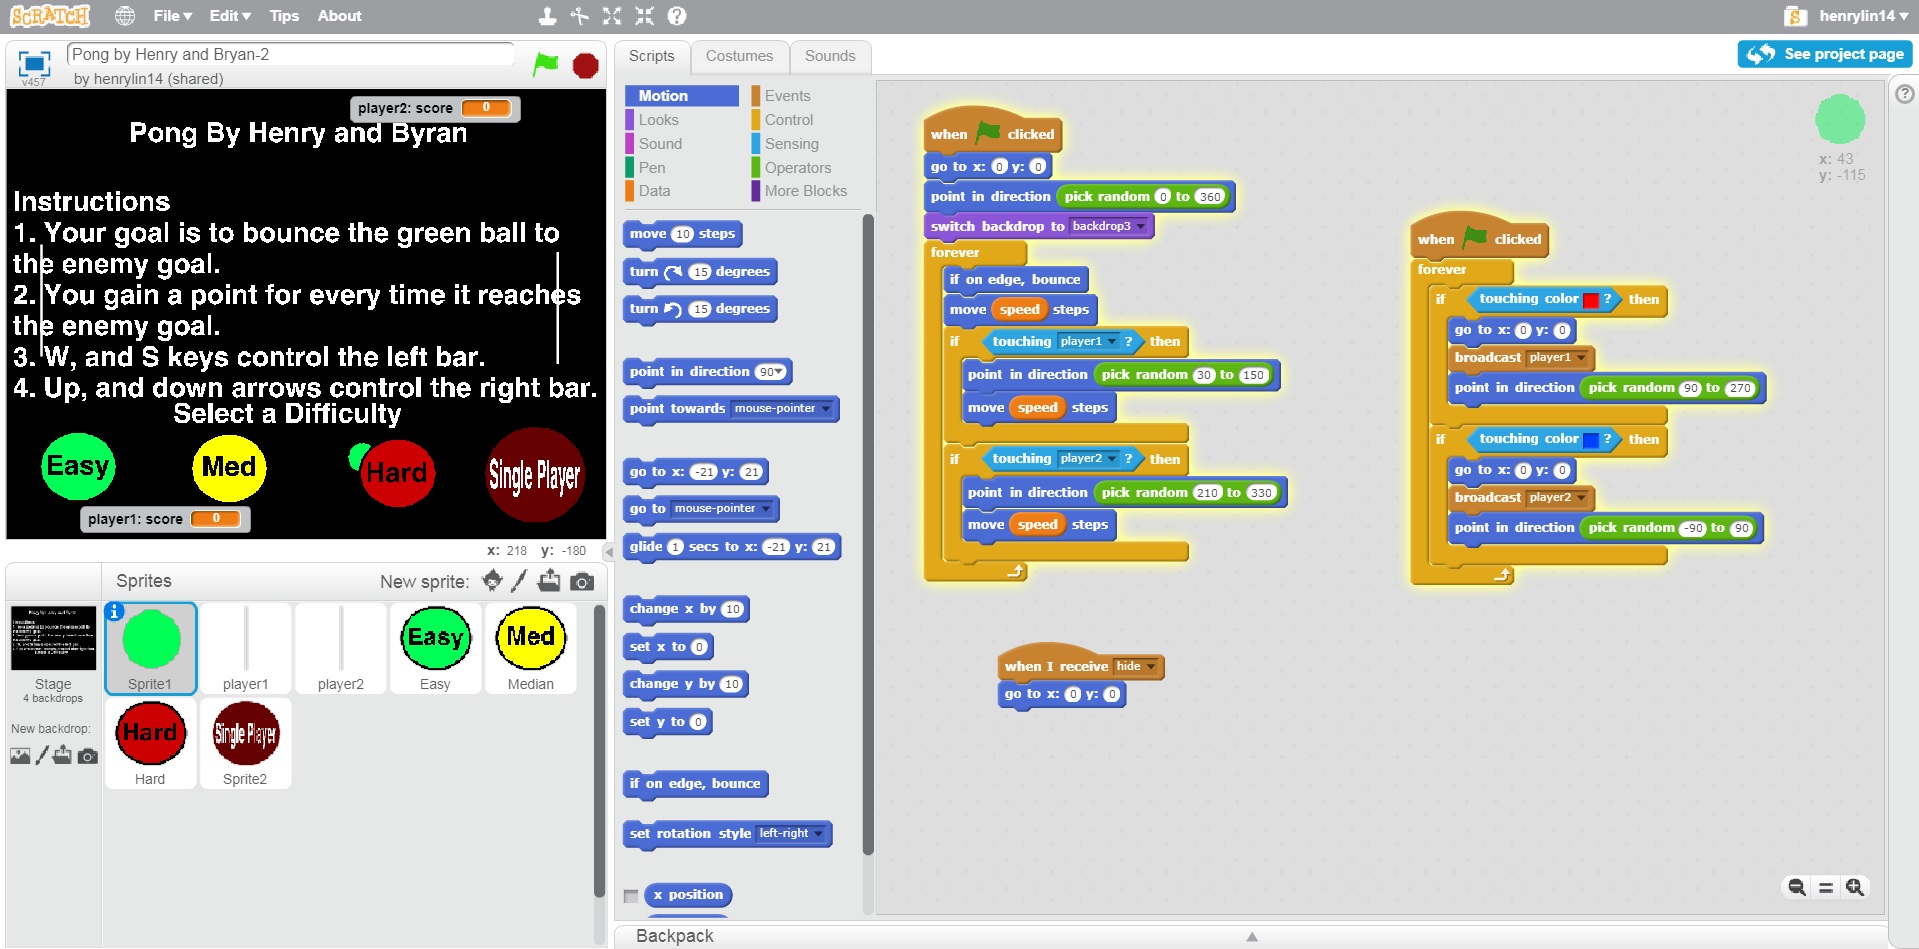 SCRATCH File Edit Tips About henrylin14
Pong by Henry and Bryan-2
v457 by henrylin14 (shared)
Scripts Costumes Sounds
See project page
player2: score 0
Pong By Henry and Byran
Instructions
1. Your goal is to bounce the green ball to
the enemy goal.
2. You gain a point for every time it reaches
the enemy goal.
3. W, and S keys control the left bar.
4. Up, and down arrows control the right bar.
Select a Difficulty
Easy Med Hard Single Player
player1: score 0
x: 218 y: -180
Sprites New sprite:
Stage
4 backdrops
New backdrop:
Sprite1
player1
player2
Easy
Easy
Med
Median
Hard
Hard
Single Player
Sprite2
Motion Events
Looks Control
Sound Sensing
Pen Operators
Data More Blocks
move 10 steps
turn 15 degrees
turn 15 degrees
point in direction 90
point towards mouse-pointer
go to x: -21 y: 21
go to mouse-pointer
glide 1 secs to x: -21 y: 21
change x by 10
set x to 0
change y by 10
set y to 0
if on edge, bounce
set rotation style left-right
x position
when clicked
go to x: 0 y: 0
point in direction pick random 0 to 360
switch backdrop to backdrop3
forever
if on edge, bounce
move speed steps
if touching player1 ? then
point in direction pick random 30 to 150
move speed steps
if touching player2 ? then
point in direction pick random 210 to 330
move speed steps
when I receive hide
go to x: 0 y: 0
when clicked
forever
if touching color ? then
go to x: 0 y: 0
broadcast player1
point in direction pick random 90 to 270
if touching color ? then
go to x: 0 y: 0
broadcast player2
point in direction pick random -90 to 90
x: 43
y: -115
Backpack